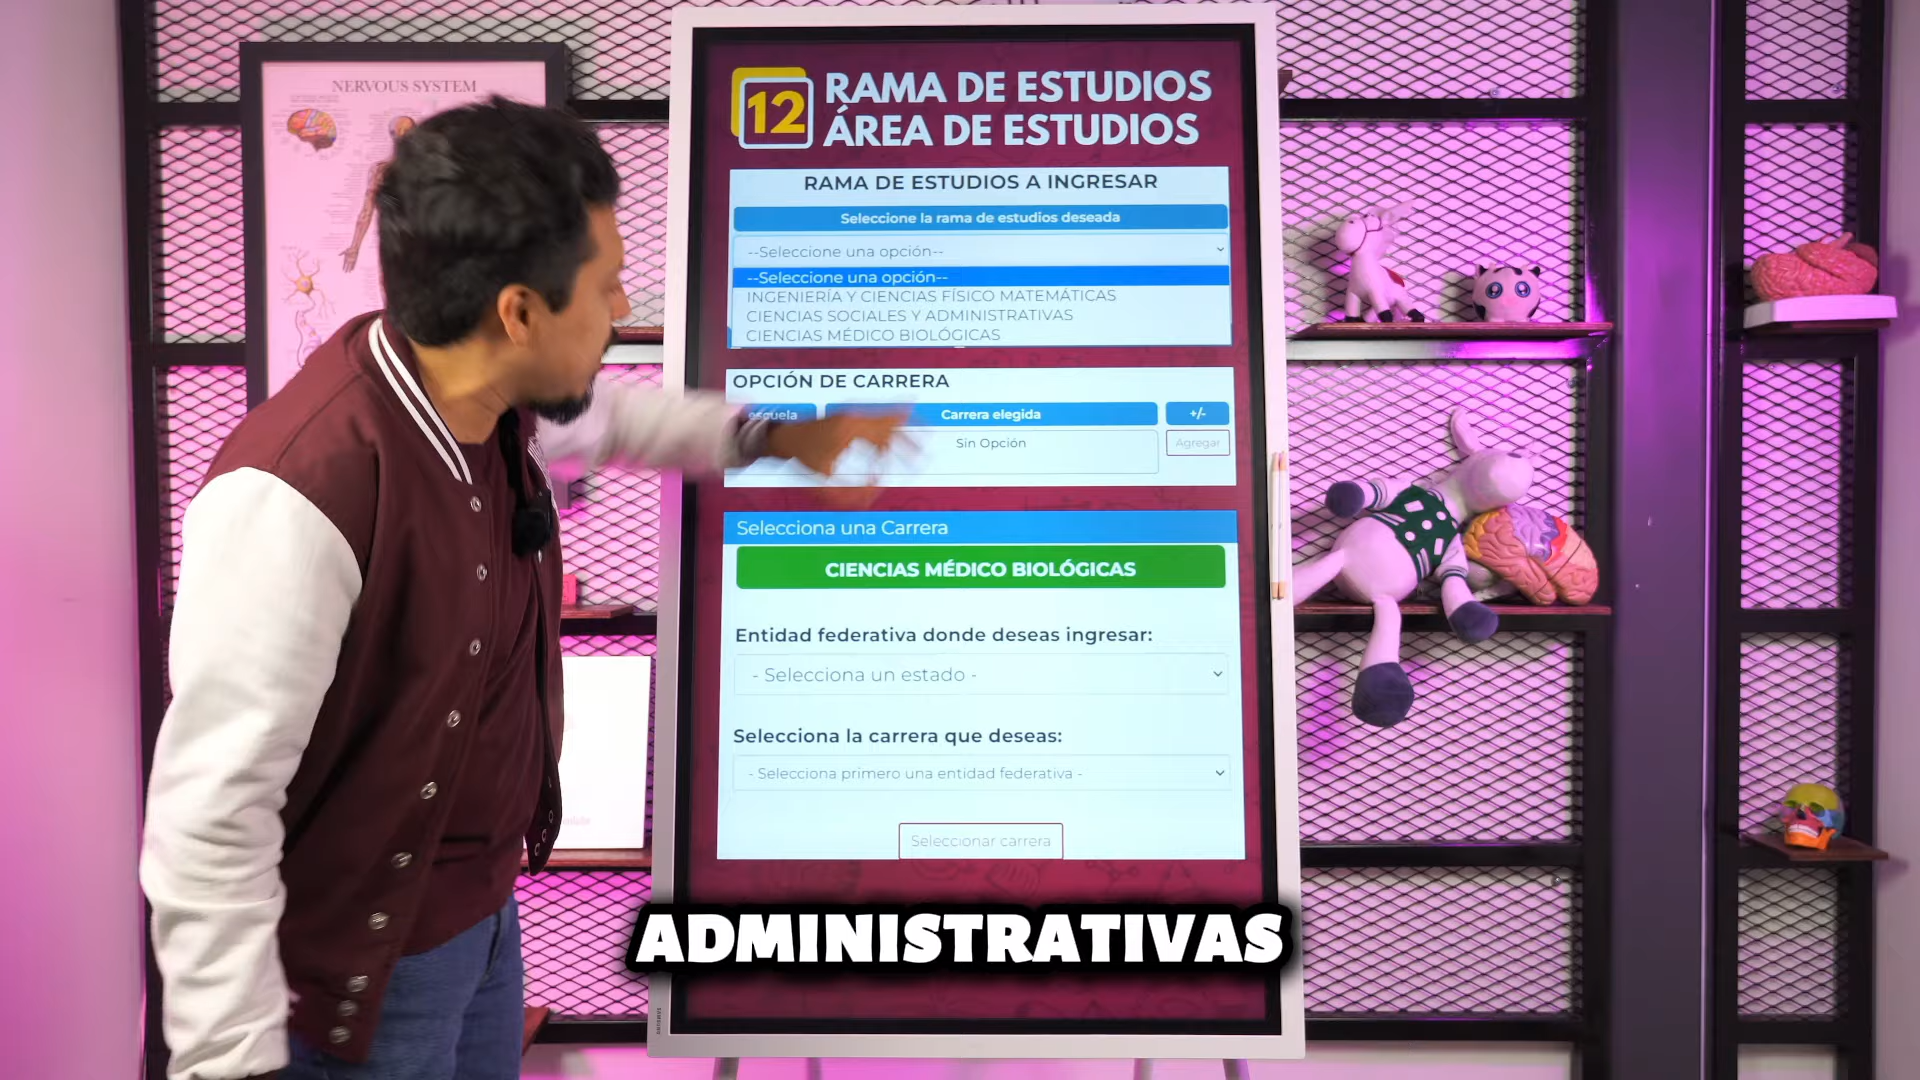 NERVOUS SYSTEM
12
RAMA DE ESTUDIOS
ÁREA DE ESTUDIOS
RAMA DE ESTUDIOS A INGRESAR
Seleccione la rama de estudios deseada
--Seleccione una opción--
--Seleccione una opción--
INGENIERÍA Y CIENCIAS FÍSICO MATEMÁTICAS
CIENCIAS SOCIALES Y ADMINISTRATIVAS
CIENCIAS MÉDICO BIOLÓGICAS
OPCIÓN DE CARRERA
escuela Carrera elegida +/-
Sin Opción Agregar
Selecciona una Carrera
CIENCIAS MÉDICO BIOLÓGICAS
Entidad federativa donde deseas ingresar:
- Selecciona un estado -
Selecciona la carrera que deseas:
- Selecciona primero una entidad federativa -
Seleccionar carrera
ADMINISTRATIVAS
SAMSUNG